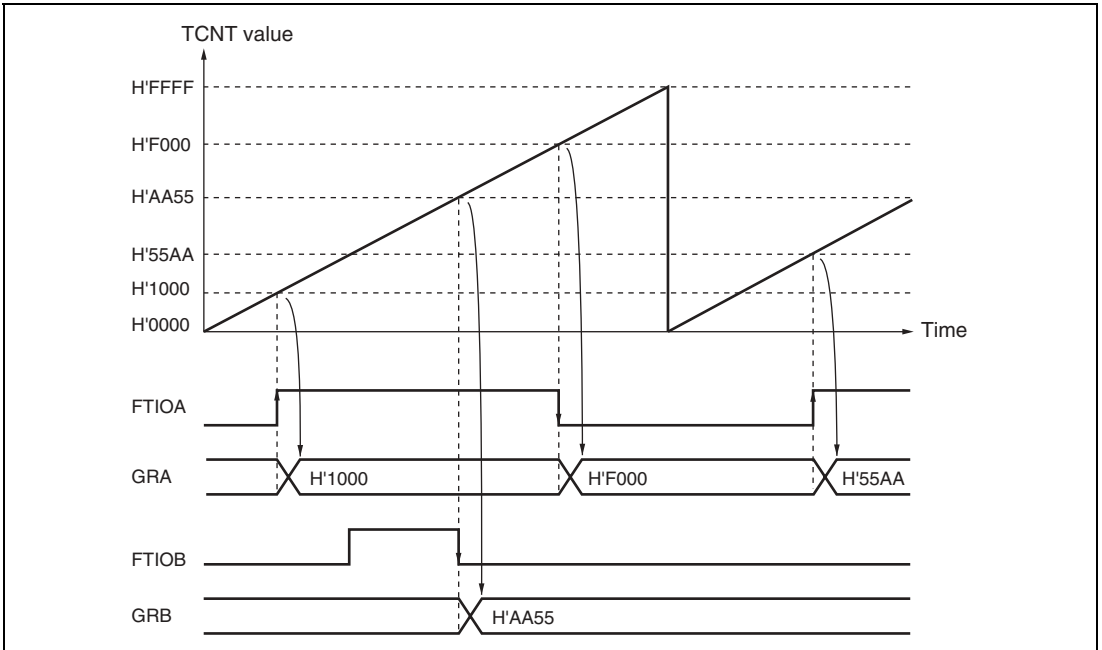 TCNT value
H'FFFF
H'F000
H'AA55
H'55AA
H'1000
H'0000
Time
FTIOA
GRA
H'1000
H'F000
H'55AA
FTIOB
GRB
H'AA55